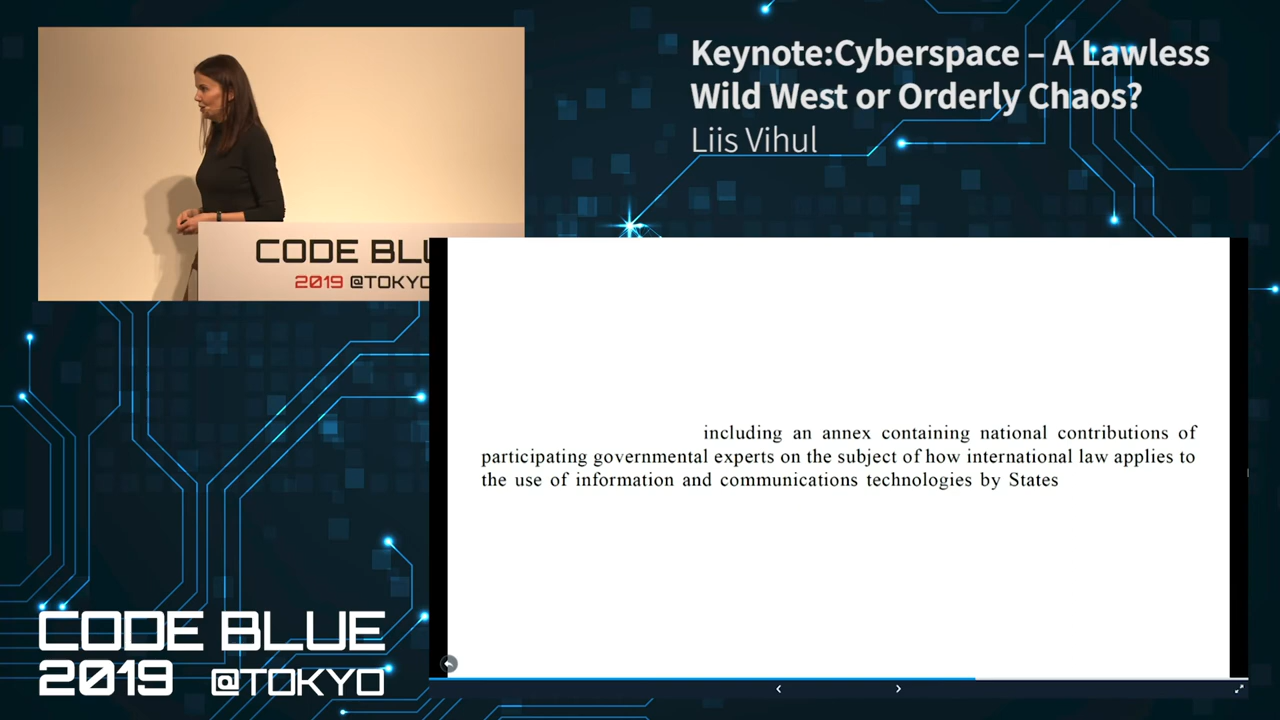 Keynote:Cyberspace – A Lawless
Wild West or Orderly Chaos?
Liis Vihul
CODE BLU
2019 @TOKYO
including an annex containing national contributions of
participating governmental experts on the subject of how international law applies to
the use of information and communications technologies by States
CODE BLUE
2019 @TOKYO